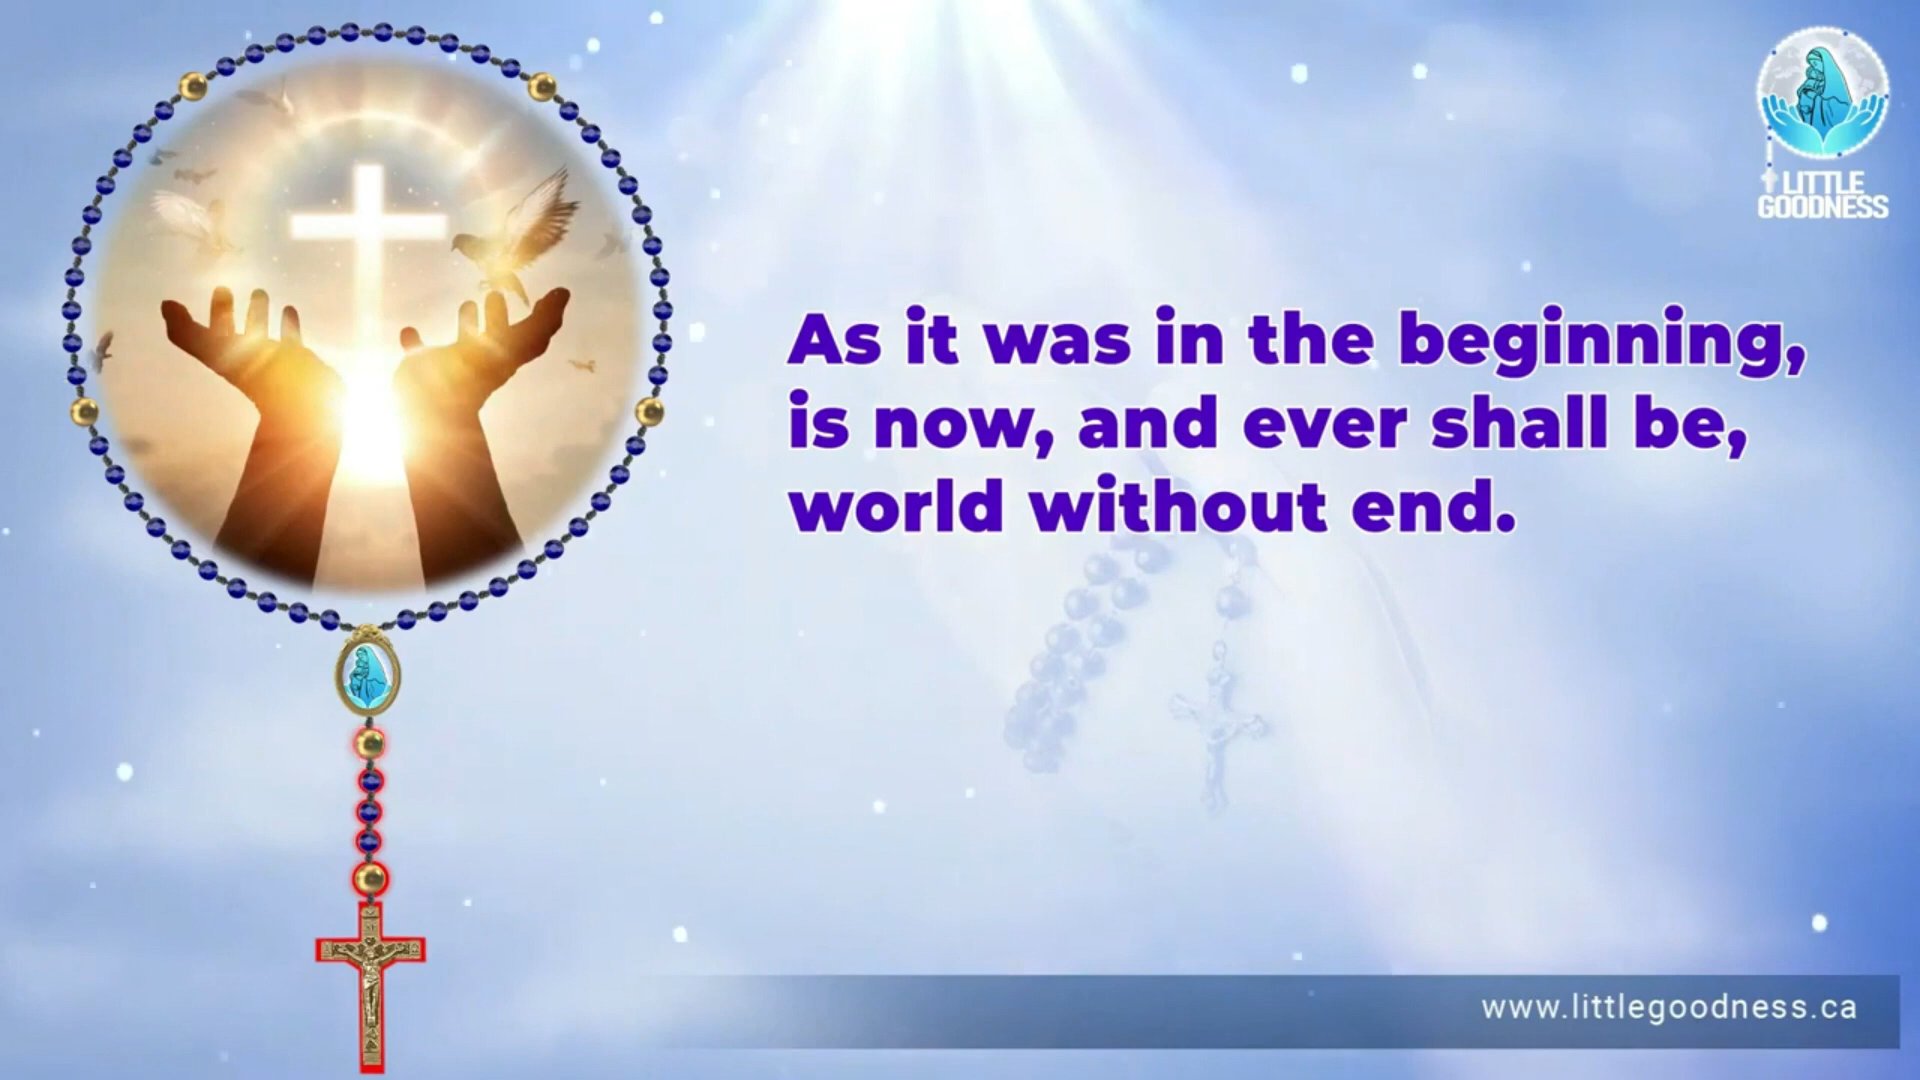 LITTLE
GOODNESS
As it was in the beginning,
is now, and ever shall be,
world without end.
www.littlegoodness.ca